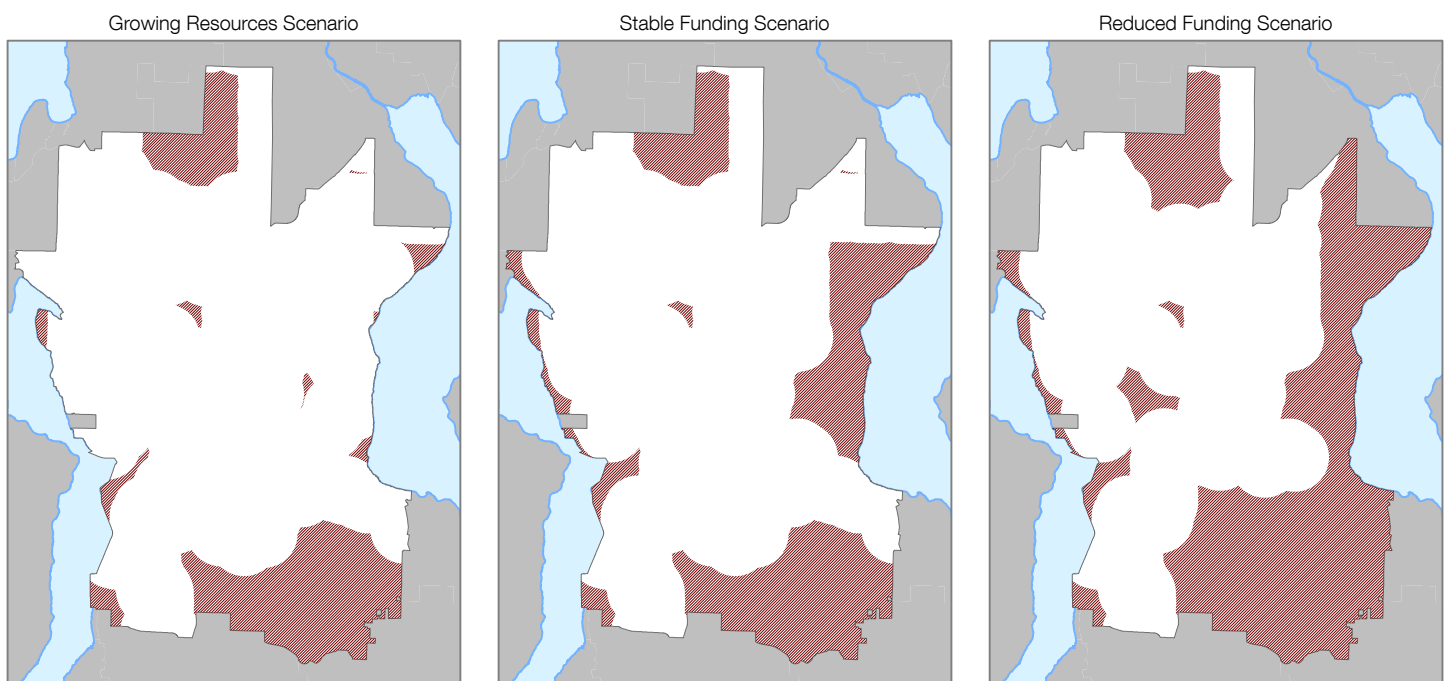 Growing Resources Scenario
Stable Funding Scenario
Reduced Funding Scenario